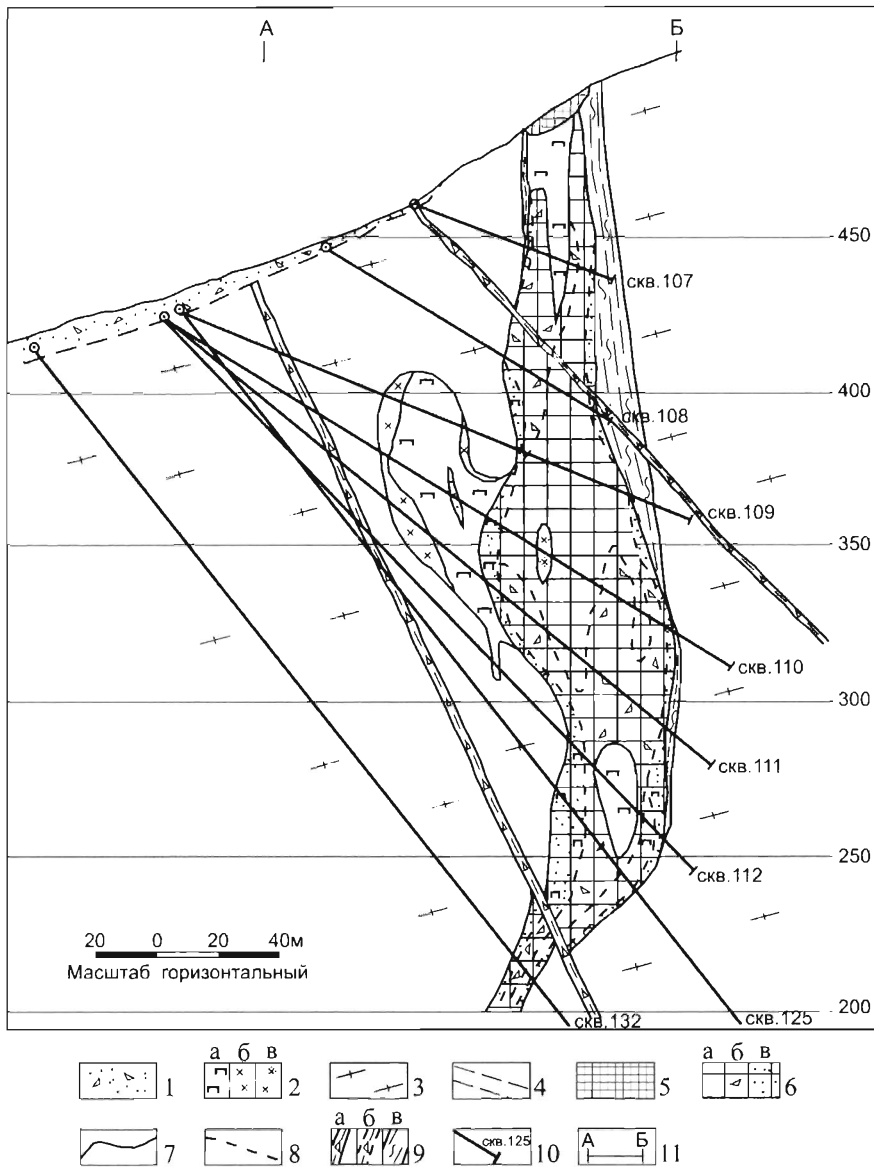 А Б
450
скв.107
400
скв.108
скв.109
350
скв.110
300
скв.111
250
скв.112
20 0 20 40м
Масштаб горизонтальный
200
скв.132 скв.125
а б в а б в
1 2 3 4 5 6
а б в скв.125 А Б
7 8 9 10 11